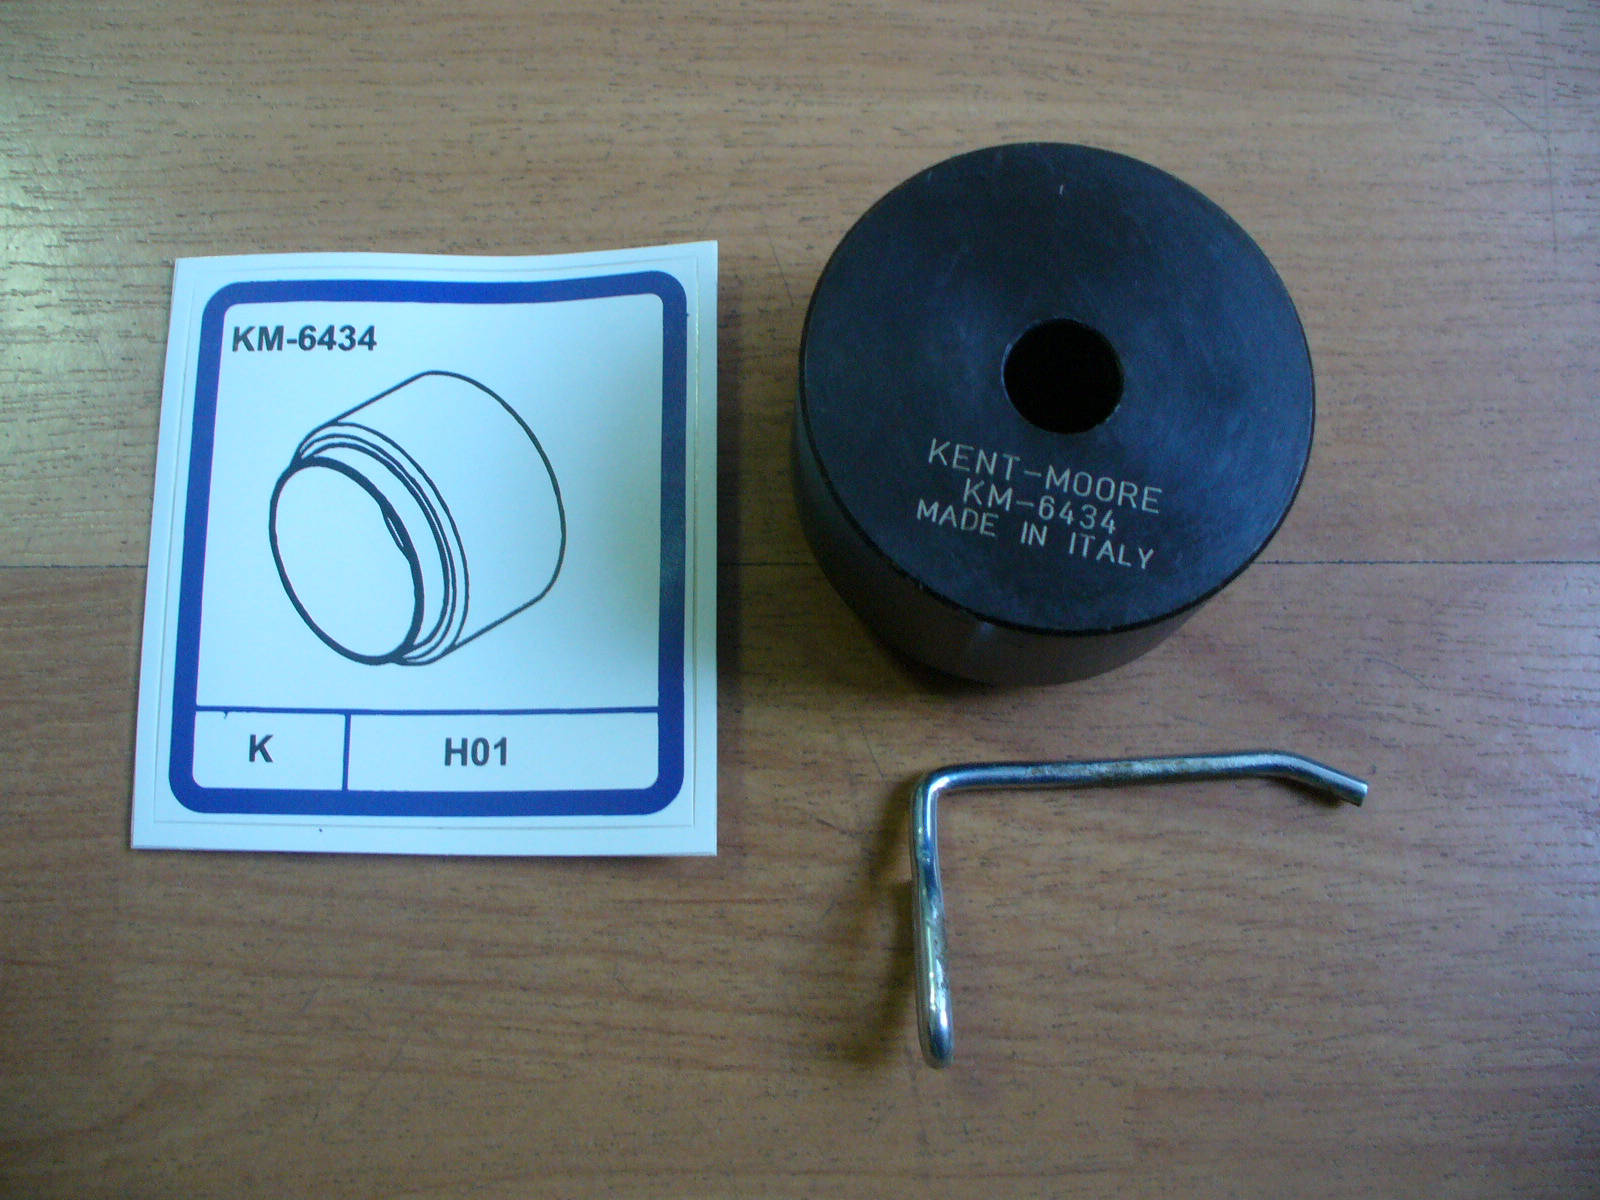 KM-6434
K
H01
KENT-MOORE
KM-6434
MADE IN ITALY